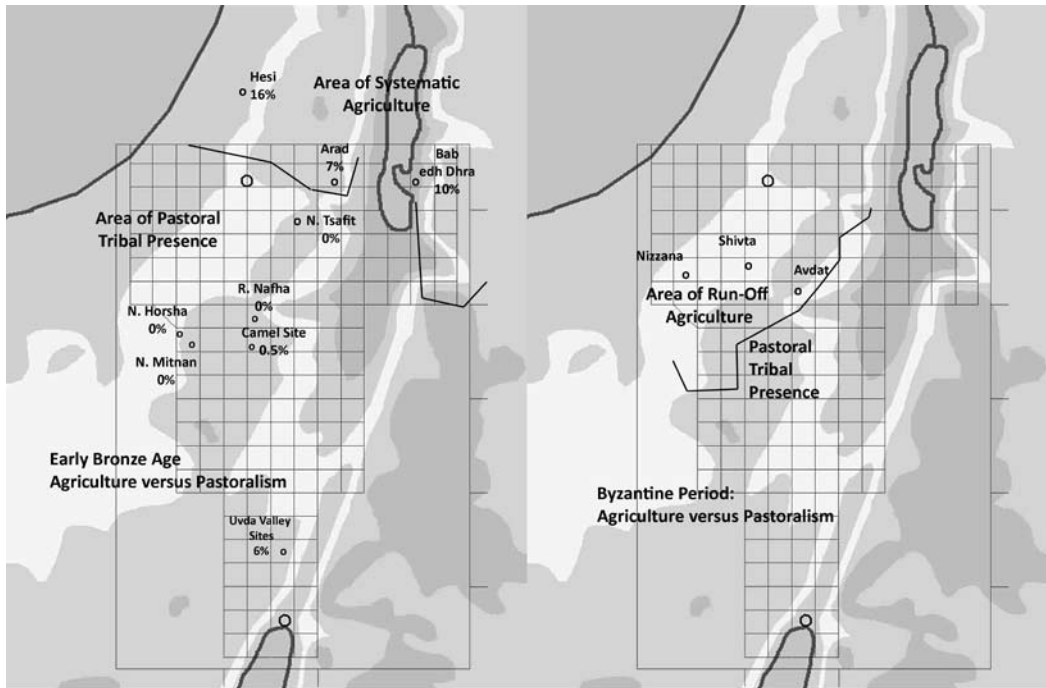 Hesi
16%
Area of Systematic
Agriculture
Arad
7%
Bab
edh Dhra
10%
Area of Pastoral
Tribal Presence
N. Tsafit
0%
R. Nafha
0%
N. Horsha
0%
Camel Site
0.5%
N. Mitnan
0%
Early Bronze Age
Agriculture versus Pastoralism
Uvda Valley
Sites
6%
Shivta
Nizzana
Avdat
Area of Run-Off
Agriculture
Pastoral
Tribal
Presence
Byzantine Period:
Agriculture versus Pastoralism